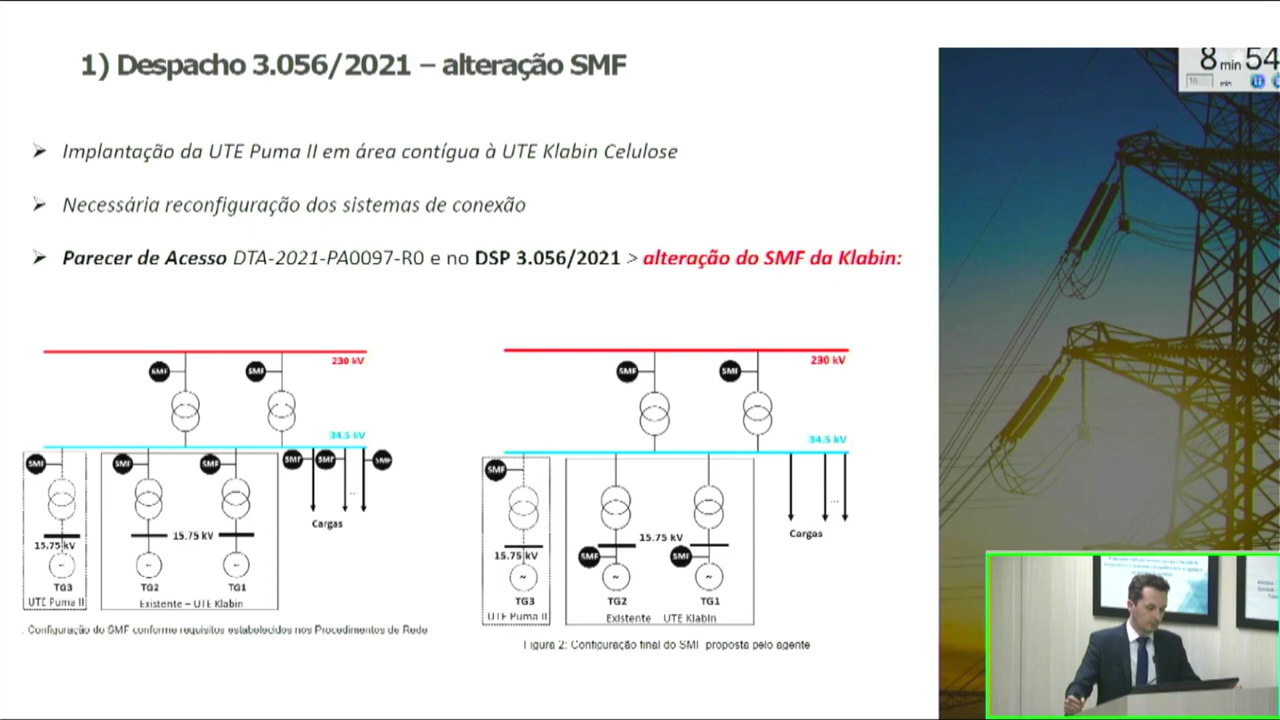 1) Despacho 3.056/2021 – alteração SMF
8 min 54
➢ Implantação da UTE Puma II em área contígua à UTE Klabin Celulose
➢ Necessária reconfiguração dos sistemas de conexão
➢ Parecer de Acesso DTA-2021-PA0097-R0 e no DSP 3.056/2021 > alteração do SMF da Klabin:
230 kV
SMF SMF
34.5 kV
SMF SMF SMF SMF SMF SMF
...
Cargas
15.75 kV 15.75 kV
~ ~ ~
TG3 TG2 TG1
UTE Puma II Existente – UTE Klabin
. Configuração do SMF conforme requisitos estabelecidos nos Procedimentos de Rede
230 kV
SMF SMF
34.5 kV
SMF
...
Cargas
15.75 kV
15.75 kV SMF SMF
~ ~ ~
TG3 TG2 TG1
UTE Puma II Existente UTE Klabin
Figura 2: Configuração final do SMF proposta pelo agente